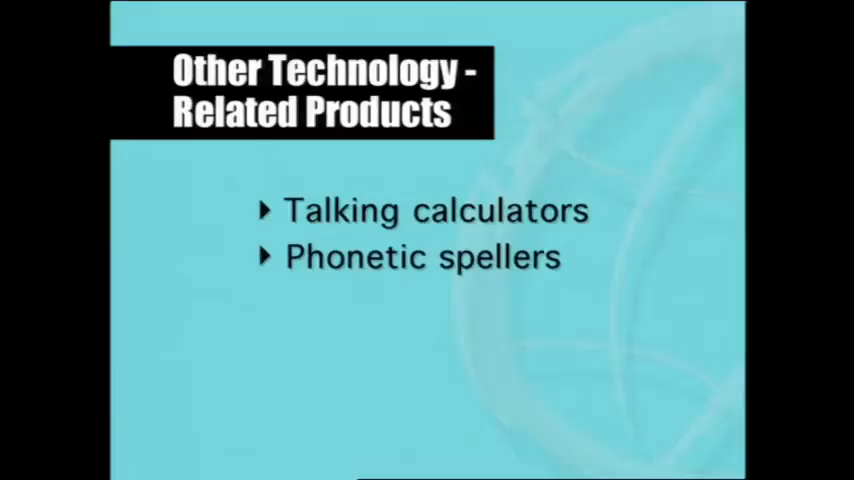 Other Technology -
Related Products
Talking calculators
Phonetic spellers